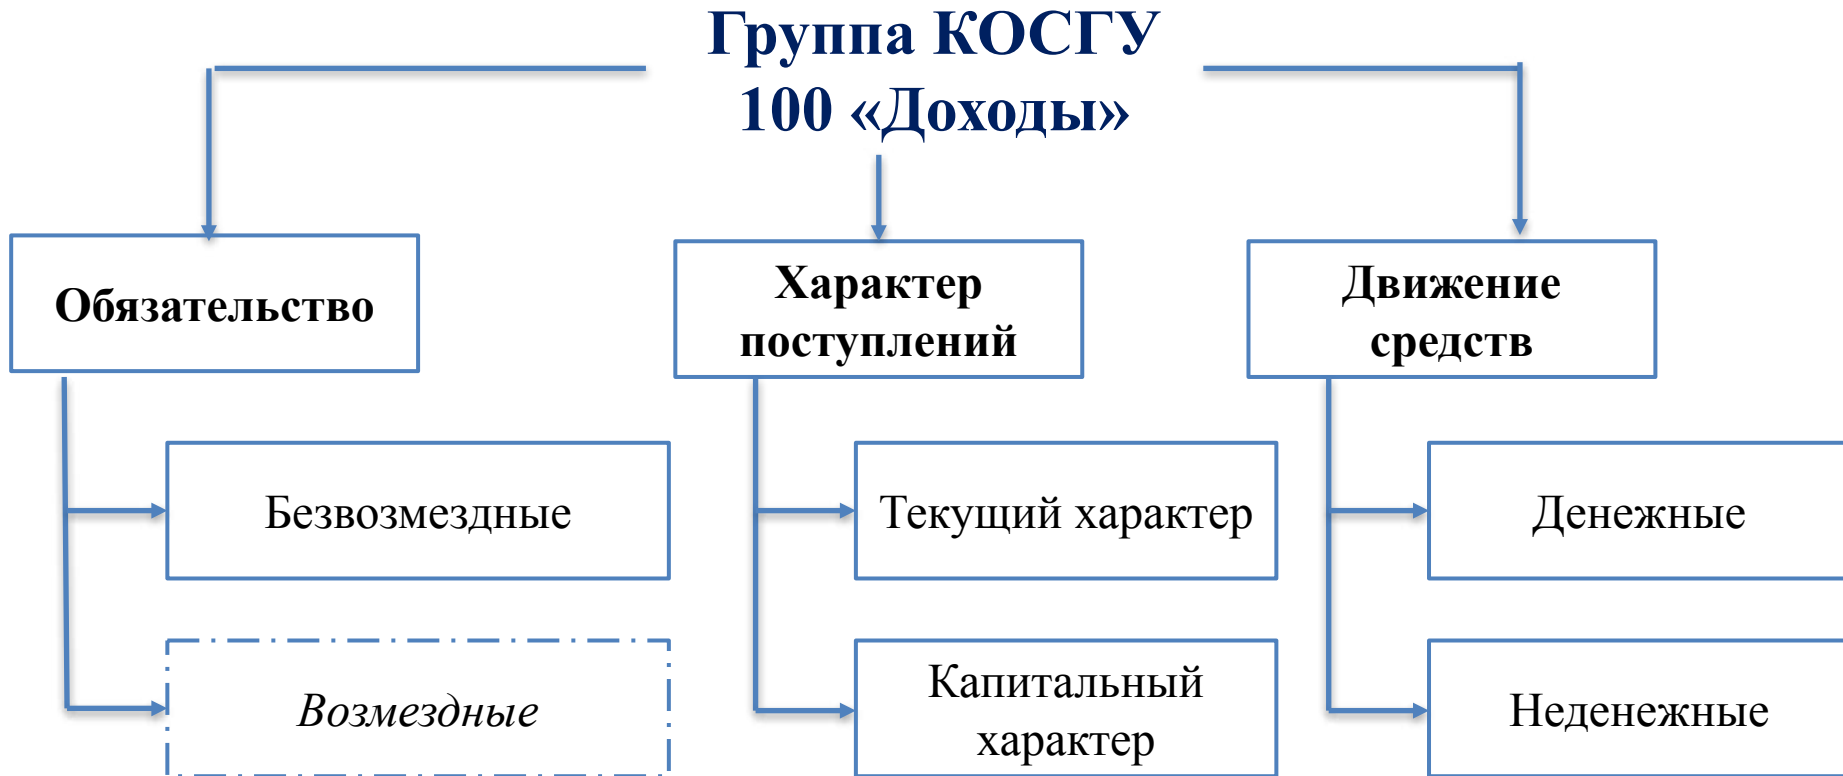 Группа КОСГУ
100 «Доходы»
Обязательство
Характер
поступлений
Движение
средств
Безвозмездные
Текущий характер
Денежные
Возмездные
Капитальный
характер
Неденежные